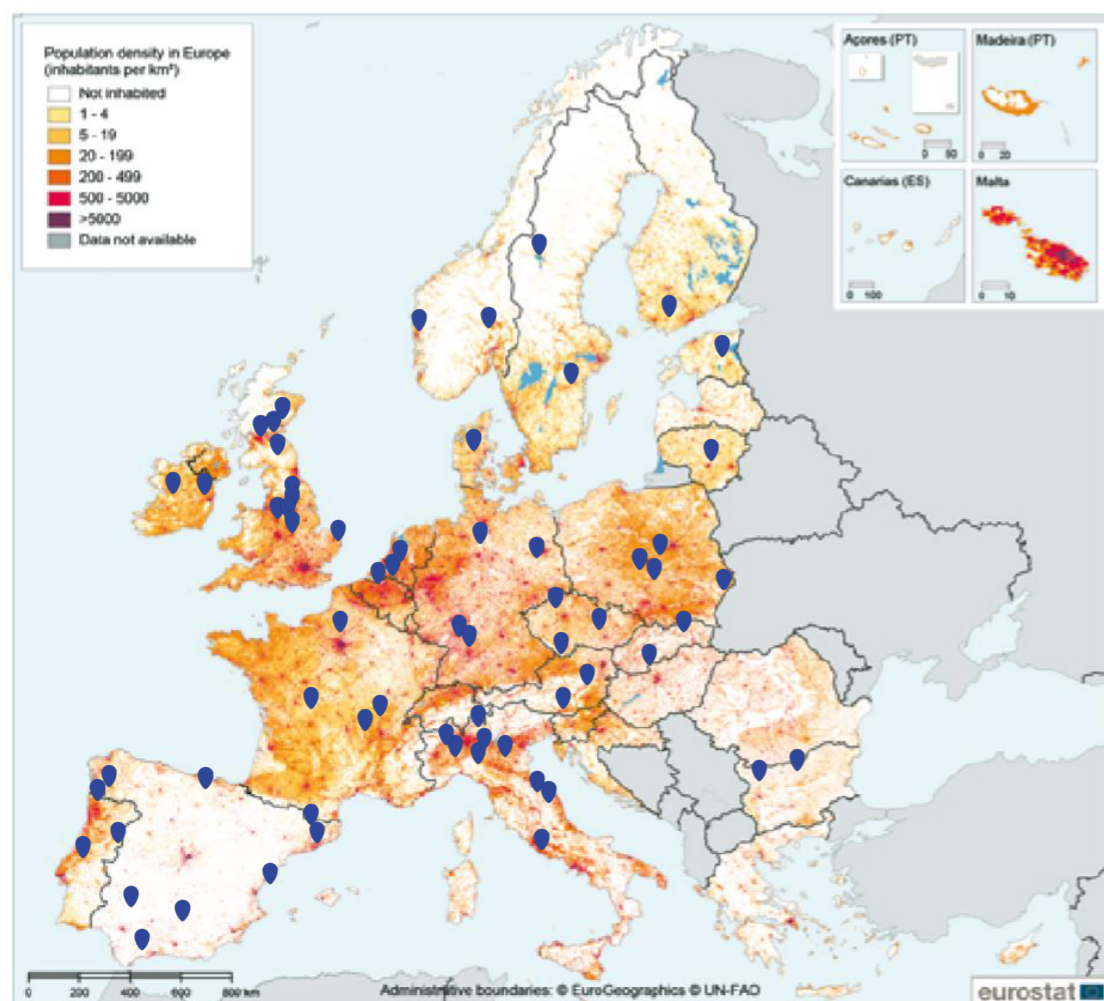 Population density in Europe
(inhabitants per km²)
Not inhabited
1 - 4
5 - 19
20 - 199
200 - 499
500 - 5000
>5000
Data not available
Açores (PT)
0 50
Madeira (PT)
0 20
Canarias (ES)
0 100
Malta
0 10
0 200 400 600 800 km
Administrative boundaries: © EuroGeographics © UN-FAO
eurostat